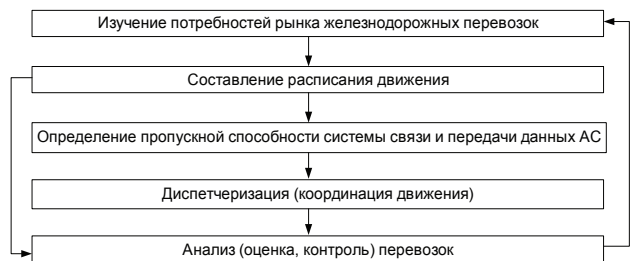 Изучение потребностей рынка железнодорожных перевозок
Составление расписания движения
Определение пропускной способности системы связи и передачи данных АС
Диспетчеризация (координация движения)
Анализ (оценка, контроль) перевозок